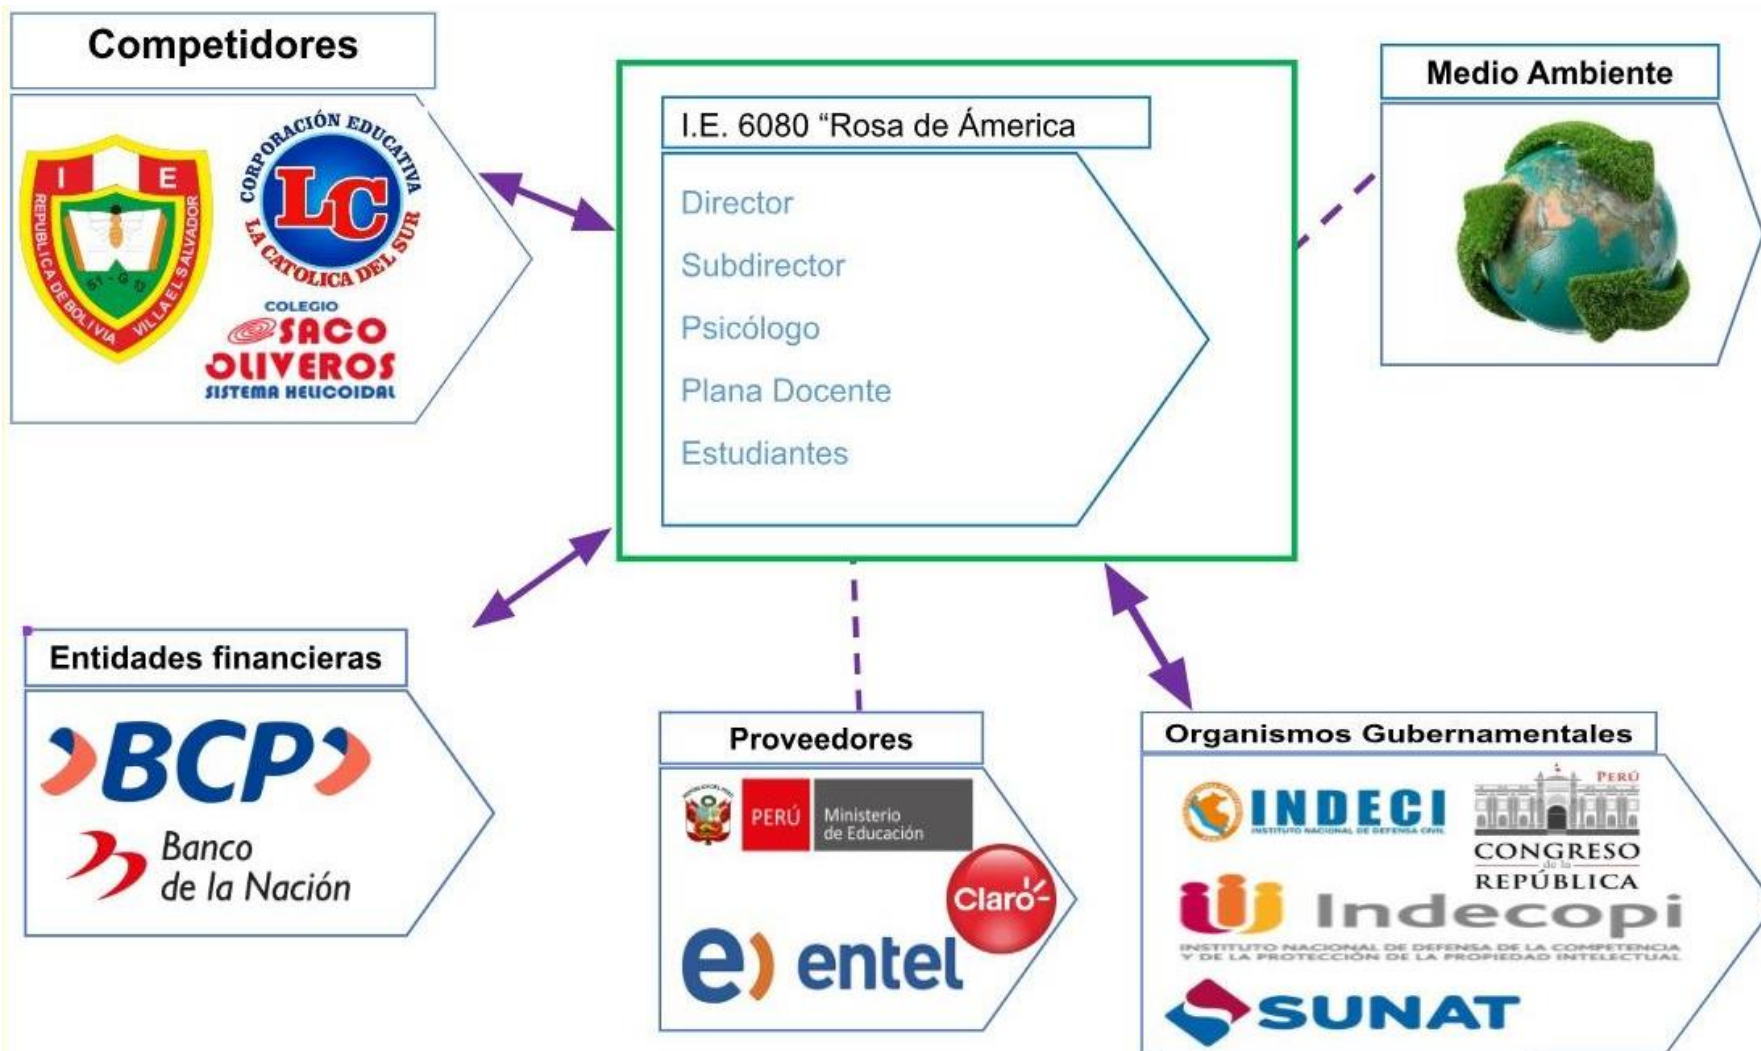 Competidores
I E
REPUBLICA DE BOLIVIA VILLA EL SALVADOR
CORPORACIÓN EDUCATIVA
LC
LA CATOLICA DEL SUR
COLEGIO
SACO
OLIVEROS
SISTEMA HELICOIDAL
I.E. 6080 “Rosa de Ámerica
Director
Subdirector
Psicólogo
Plana Docente
Estudiantes
Medio Ambiente
Entidades financieras
BCP
Banco
de la Nación
Proveedores
PERÚ
Ministerio
de Educación
Claro
e) entel
Organismos Gubernamentales
INDECI
INSTITUTO NACIONAL DE DEFENSA CIVIL
PERÚ
CONGRESO
de la
REPÚBLICA
Indecopi
INSTITUTO NACIONAL DE DEFENSA DE LA COMPETENCIA
Y DE LA PROTECCIÓN DE LA PROPIEDAD INTELECTUAL
SUNAT